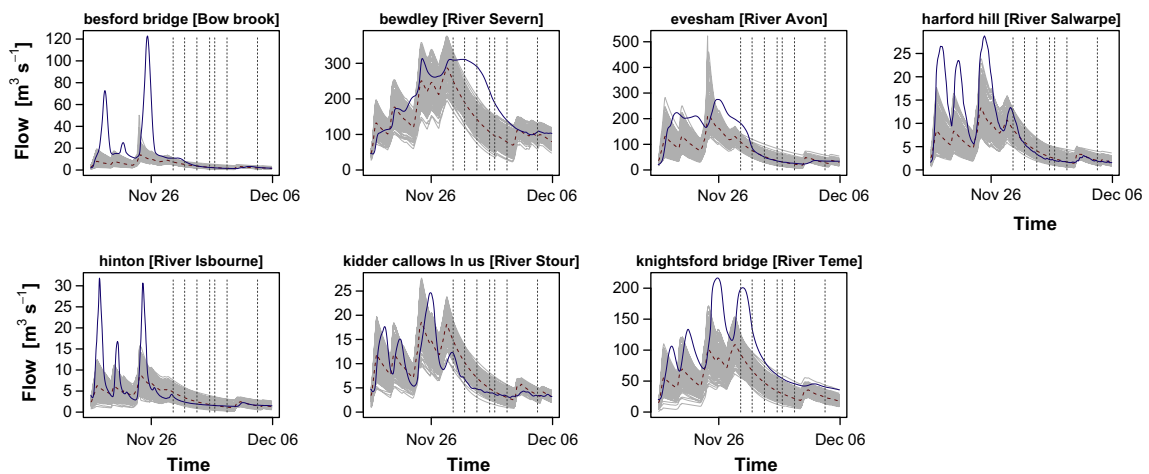 besford bridge [Bow brook]
bewdley [River Severn]
evesham [River Avon]
harford hill [River Salwarpe]
Flow [m³ s⁻¹]
120
100
80
60
40
20
0
300
200
100
0
500
400
300
200
100
0
25
20
15
10
5
0
Nov 26 Dec 06
Nov 26 Dec 06
Nov 26 Dec 06
Nov 26 Dec 06
Time
hinton [River Isbourne]
kidder callows ln us [River Stour]
knightsford bridge [River Teme]
Flow [m³ s⁻¹]
30
25
20
15
10
5
0
25
20
15
10
5
0
200
150
100
50
0
Nov 26 Dec 06
Nov 26 Dec 06
Nov 26 Dec 06
Time
Time
Time